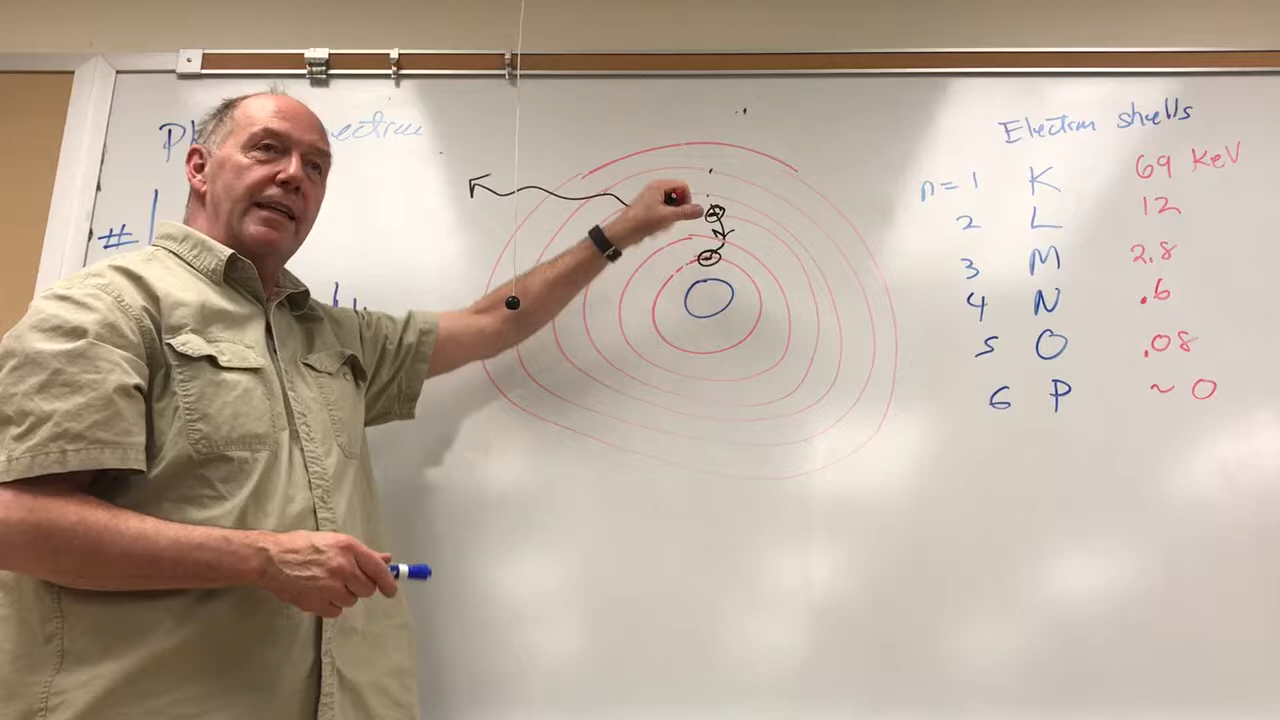 Electron shells
n=1 K 69 KeV
2 L 12
3 M 2.8
4 N .6
5 O .08
6 P ~ 0
#